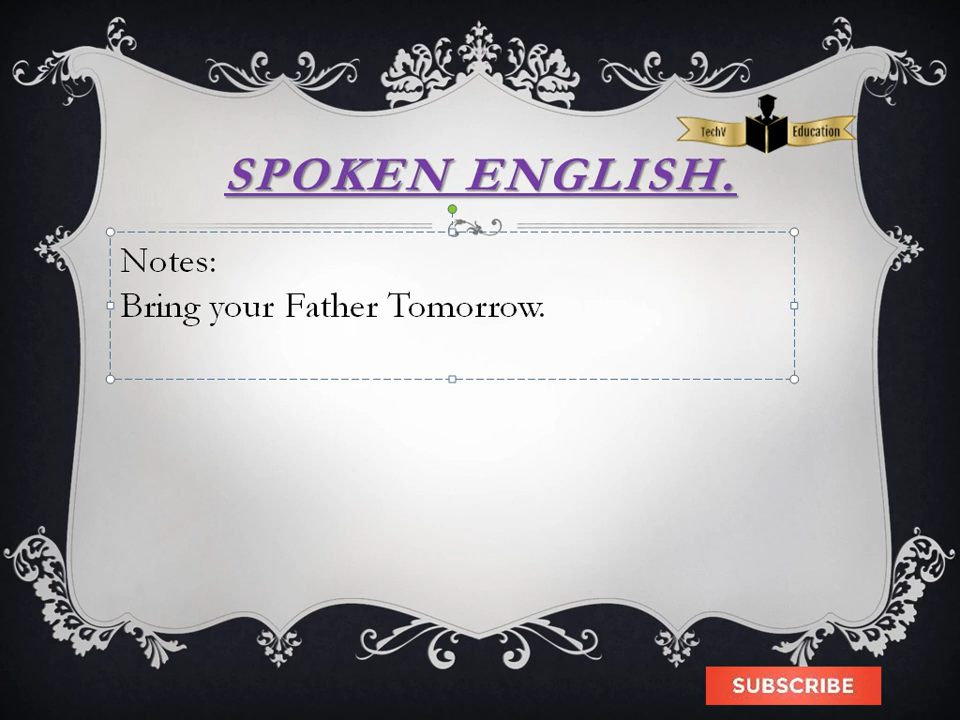 TechV Education
SPOKEN ENGLISH.
Notes:
Bring your Father Tomorrow.
SUBSCRIBE